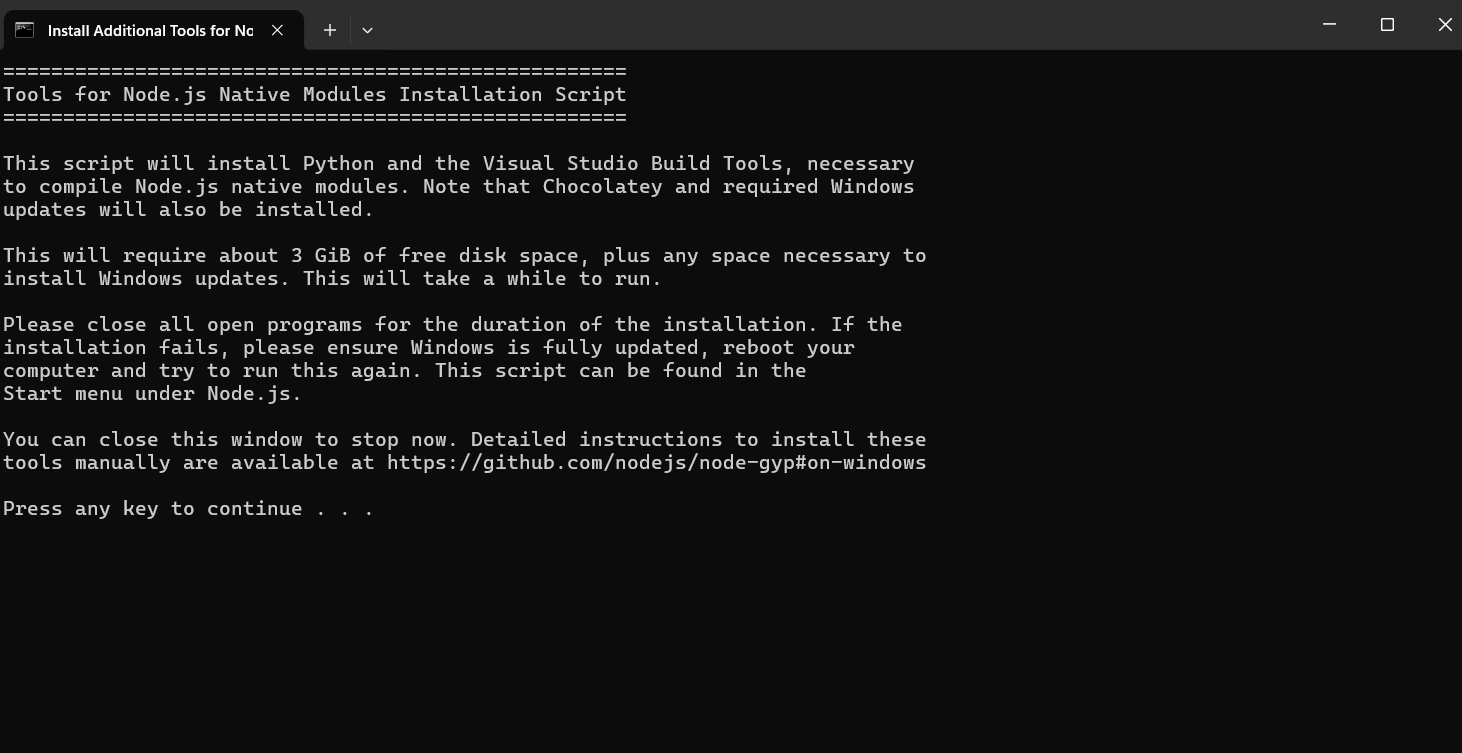 Install Additional Tools for No
====================================================
Tools for Node.js Native Modules Installation Script
====================================================
This script will install Python and the Visual Studio Build Tools, necessary
to compile Node.js native modules. Note that Chocolatey and required Windows
updates will also be installed.
This will require about 3 GiB of free disk space, plus any space necessary to
install Windows updates. This will take a while to run.
Please close all open programs for the duration of the installation. If the
installation fails, please ensure Windows is fully updated, reboot your
computer and try to run this again. This script can be found in the
Start menu under Node.js.
You can close this window to stop now. Detailed instructions to install these
tools manually are available at https://github.com/nodejs/node-gyp#on-windows
Press any key to continue . . .